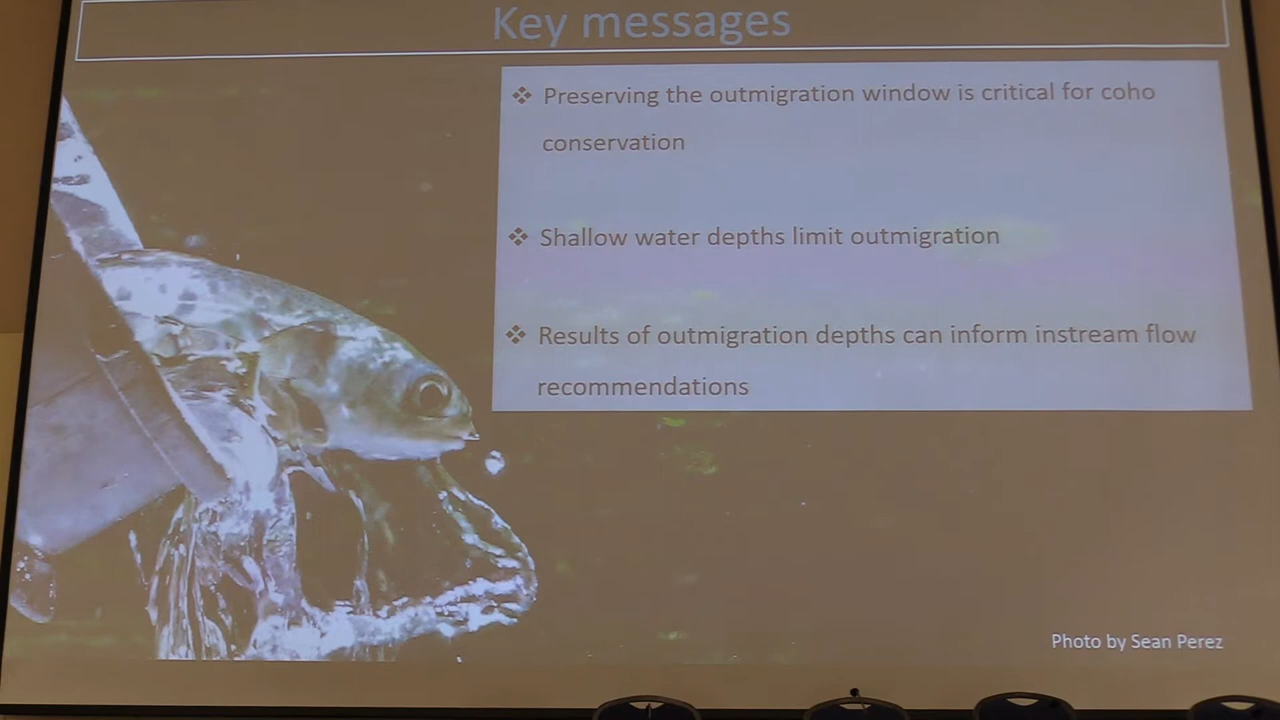 Key messages
❖ Preserving the outmigration window is critical for coho
conservation
❖ Shallow water depths limit outmigration
❖ Results of outmigration depths can inform instream flow
recommendations
Photo by Sean Perez